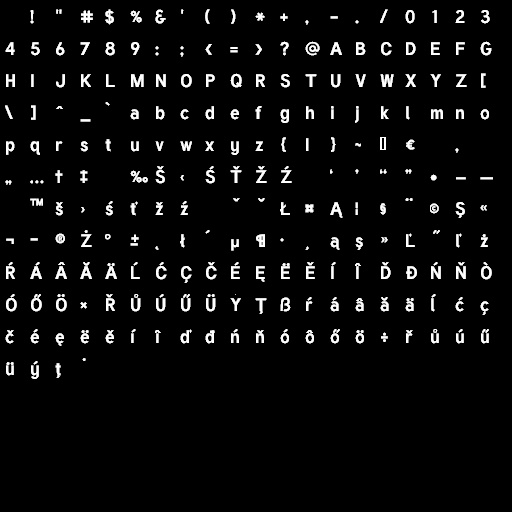 ! " # $ % & ' ( ) * + , - . / 0 1 2 3
4 5 6 7 8 9 : ; < = > ? @ A B C D E F G
H I J K L M N O P Q R S T U V W X Y Z [
\ ] ^ _ ` a b c d e f g h i j k l m n o
p q r s t u v w x y z { | } ~ ▯ € ‚
„ … † ‡ ‰ Š ‹ Ś Ť Ž Ź ‘ ’ “ ” • – —
™ š › ś ť ž ź ˇ ˘ Ł ¤ Ą ¦ § ¨ © Ş «
¬ - ® Ż ° ± ˛ ł ´ µ ¶ · ¸ ą ş » Ľ ˝ ľ ż
Ŕ Á Â Ă Ä Ĺ Ć Ç Č É Ę Ë Ě Í Î Ď Đ Ń Ň Ò
Ó Ő Ö × Ř Ů Ú Ű Ü Y Ţ ß ŕ á â ă ä ĺ ć ç
č é ę ë ě í î ď đ ń ň ó ô ő ö ÷ ř ů ú ű
ü ý ţ ˙